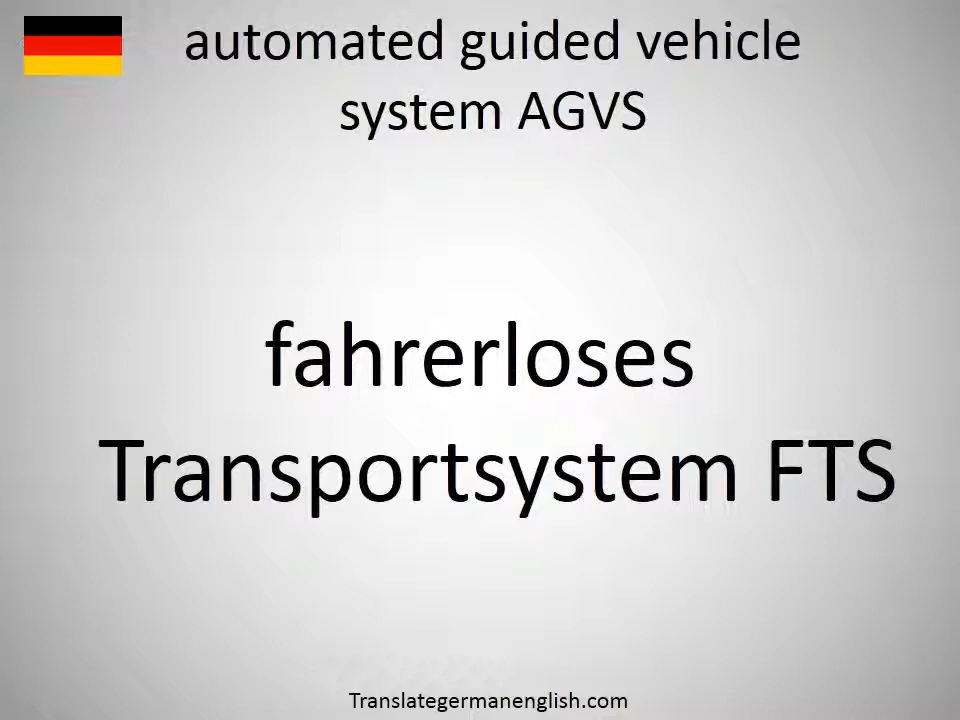 automated guided vehicle
system AGVS
fahrerloses
Transportsystem FTS
Translategermanenglish.com